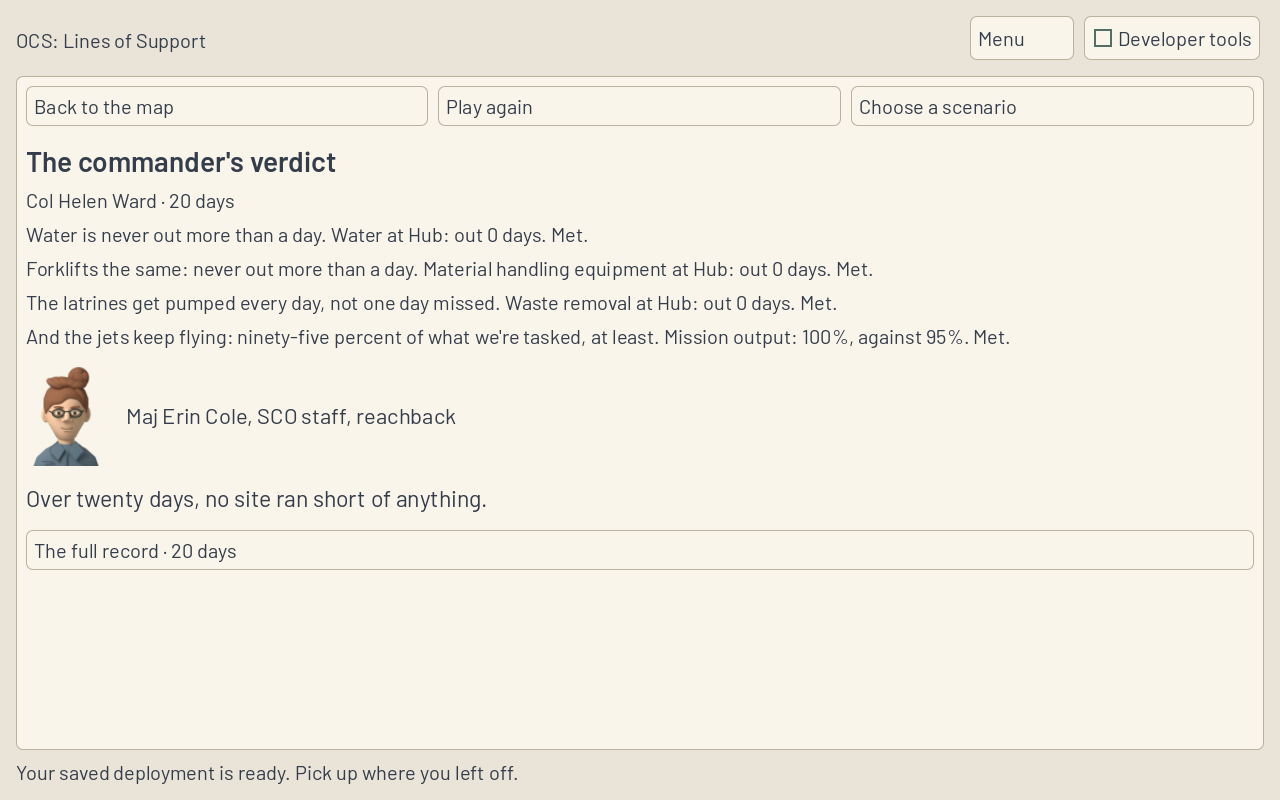 OCS: Lines of Support
Menu
Developer tools
Back to the map
Play again
Choose a scenario
The commander's verdict
Col Helen Ward · 20 days
Water is never out more than a day. Water at Hub: out 0 days. Met.
Forklifts the same: never out more than a day. Material handling equipment at Hub: out 0 days. Met.
The latrines get pumped every day, not one day missed. Waste removal at Hub: out 0 days. Met.
And the jets keep flying: ninety-five percent of what we're tasked, at least. Mission output: 100%, against 95%. Met.
Maj Erin Cole, SCO staff, reachback
Over twenty days, no site ran short of anything.
The full record · 20 days
Your saved deployment is ready. Pick up where you left off.